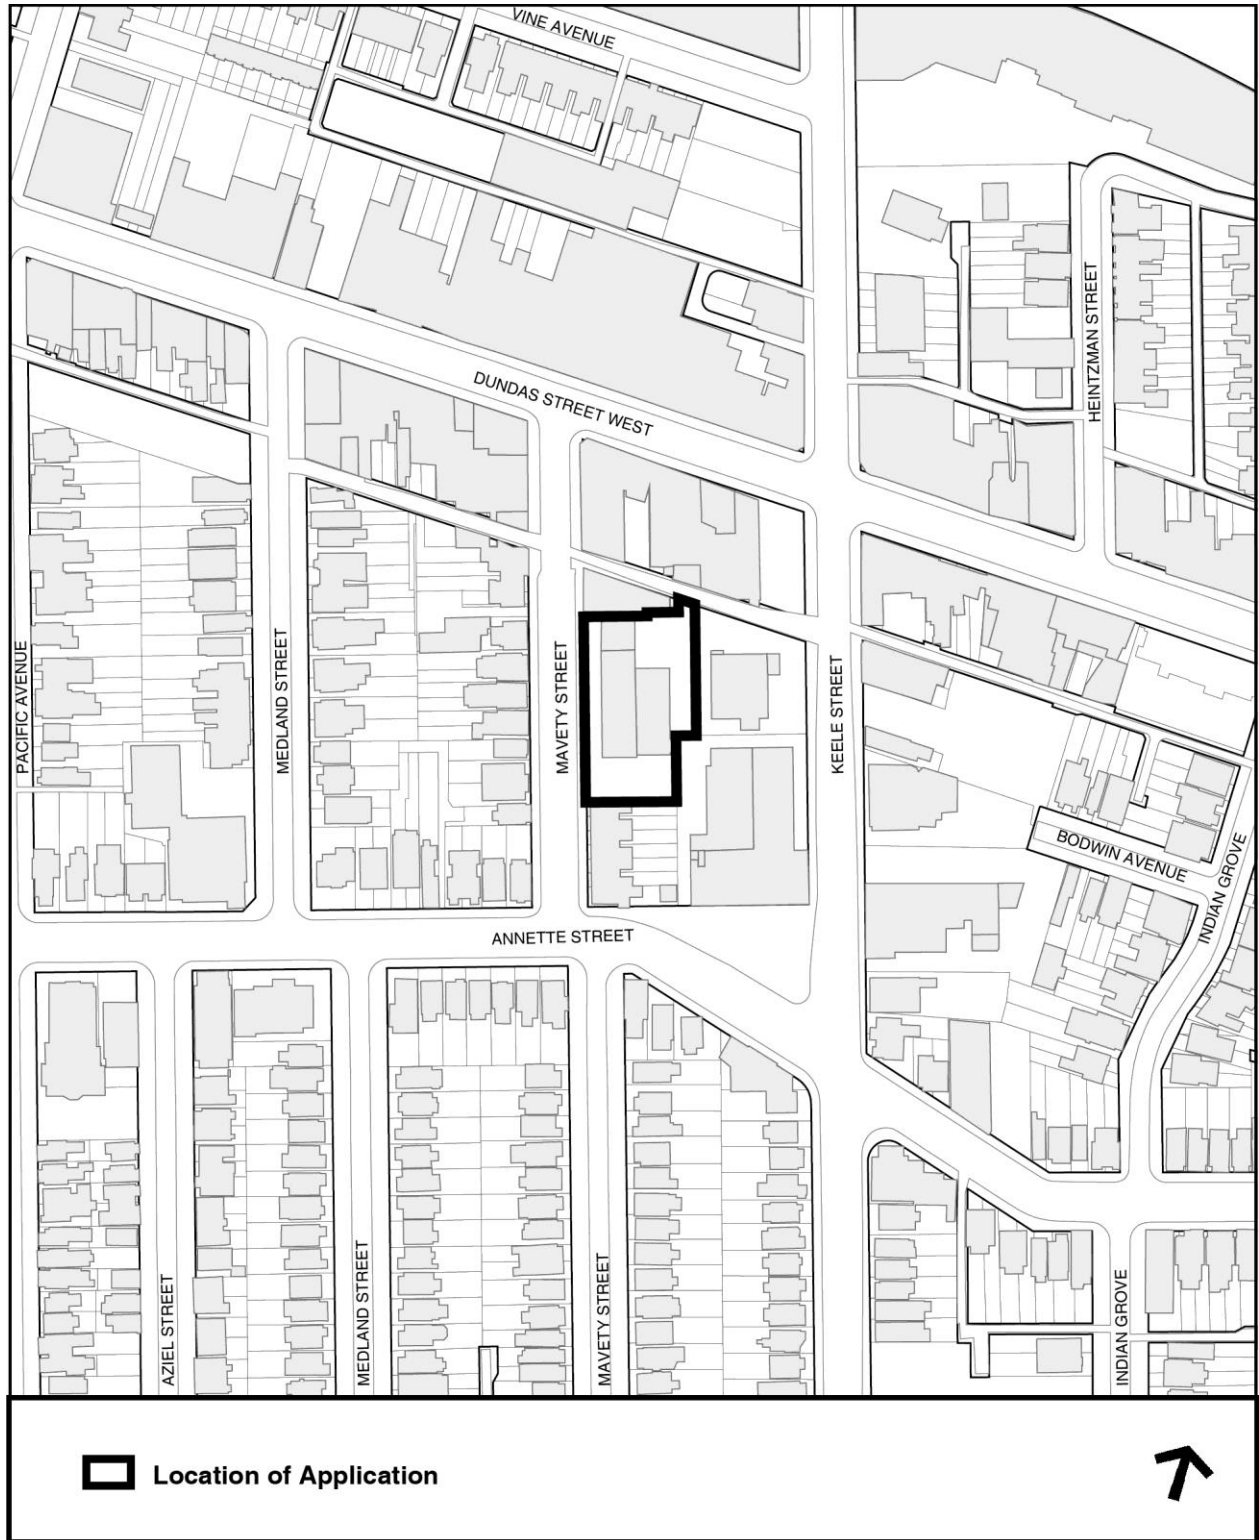 VINE AVENUE
HEINTZMAN STREET
DUNDAS STREET WEST
PACIFIC AVENUE
MEDLAND STREET
MAVETY STREET
KEELE STREET
BODWIN AVENUE
INDIAN GROVE
ANNETTE STREET
AZIEL STREET
MEDLAND STREET
MAVETY STREET
INDIAN GROVE
Location of Application